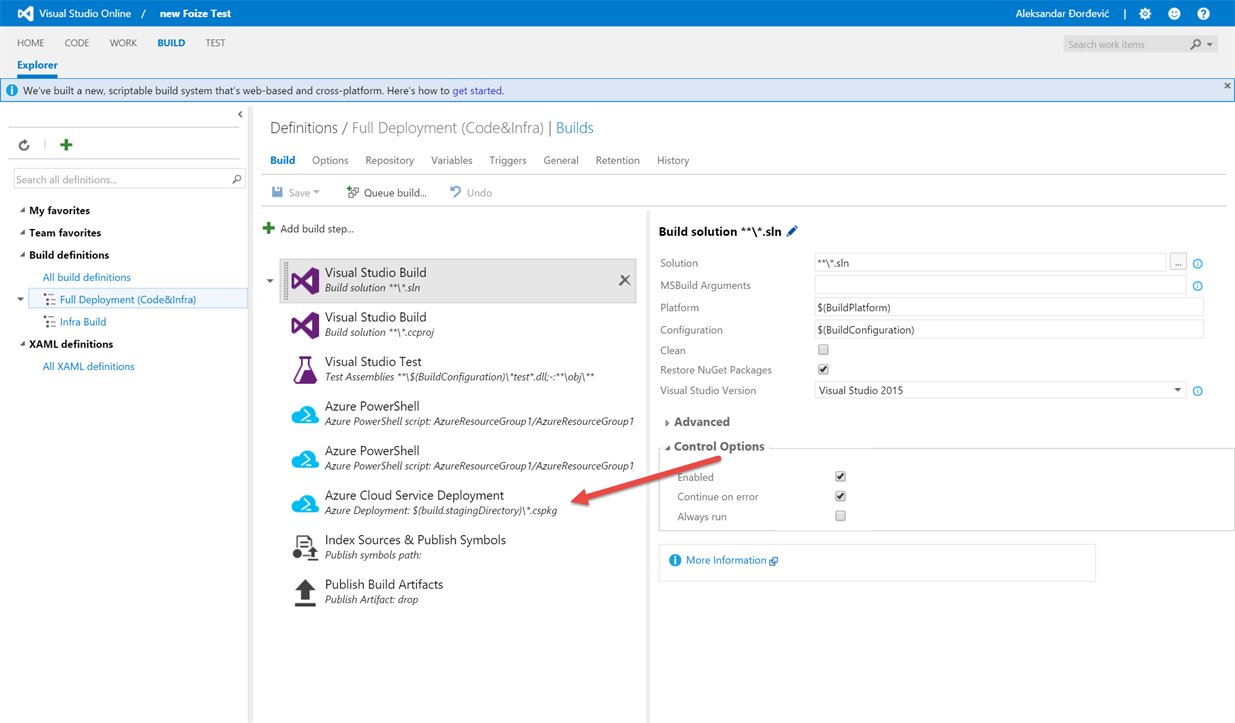 Visual Studio Online / new Foize Test
Aleksandar Đorđević |
HOME CODE WORK BUILD TEST
Search work items
Explorer
We've built a new, scriptable build system that's web-based and cross-platform. Here's how to get started.
Definitions / Full Deployment (Code&Infra) | Builds
Build Options Repository Variables Triggers General Retention History
Search all definitions...
Save Queue build... Undo
My favorites
Team favorites
Build definitions
All build definitions
Full Deployment (Code&Infra)
Infra Build
XAML definitions
All XAML definitions
Add build step...
Visual Studio Build
Build solution **\*.sln
Visual Studio Build
Build solution **\*.ccproj
Visual Studio Test
Test Assemblies **\$(BuildConfiguration)\*test*.dll;-:**\obj\**
Azure PowerShell
Azure PowerShell script: AzureResourceGroup1/AzureResourceGroup1
Azure PowerShell
Azure PowerShell script: AzureResourceGroup1/AzureResourceGroup1
Azure Cloud Service Deployment
Azure Deployment: $(build.stagingDirectory)\*.cspkg
Index Sources & Publish Symbols
Publish symbols path:
Publish Build Artifacts
Publish Artifact: drop
Build solution **\*.sln
Solution **\*.sln ...
MSBuild Arguments
Platform $(BuildPlatform)
Configuration $(BuildConfiguration)
Clean
Restore NuGet Packages
Visual Studio Version Visual Studio 2015
Advanced
Control Options
Enabled
Continue on error
Always run
More Information